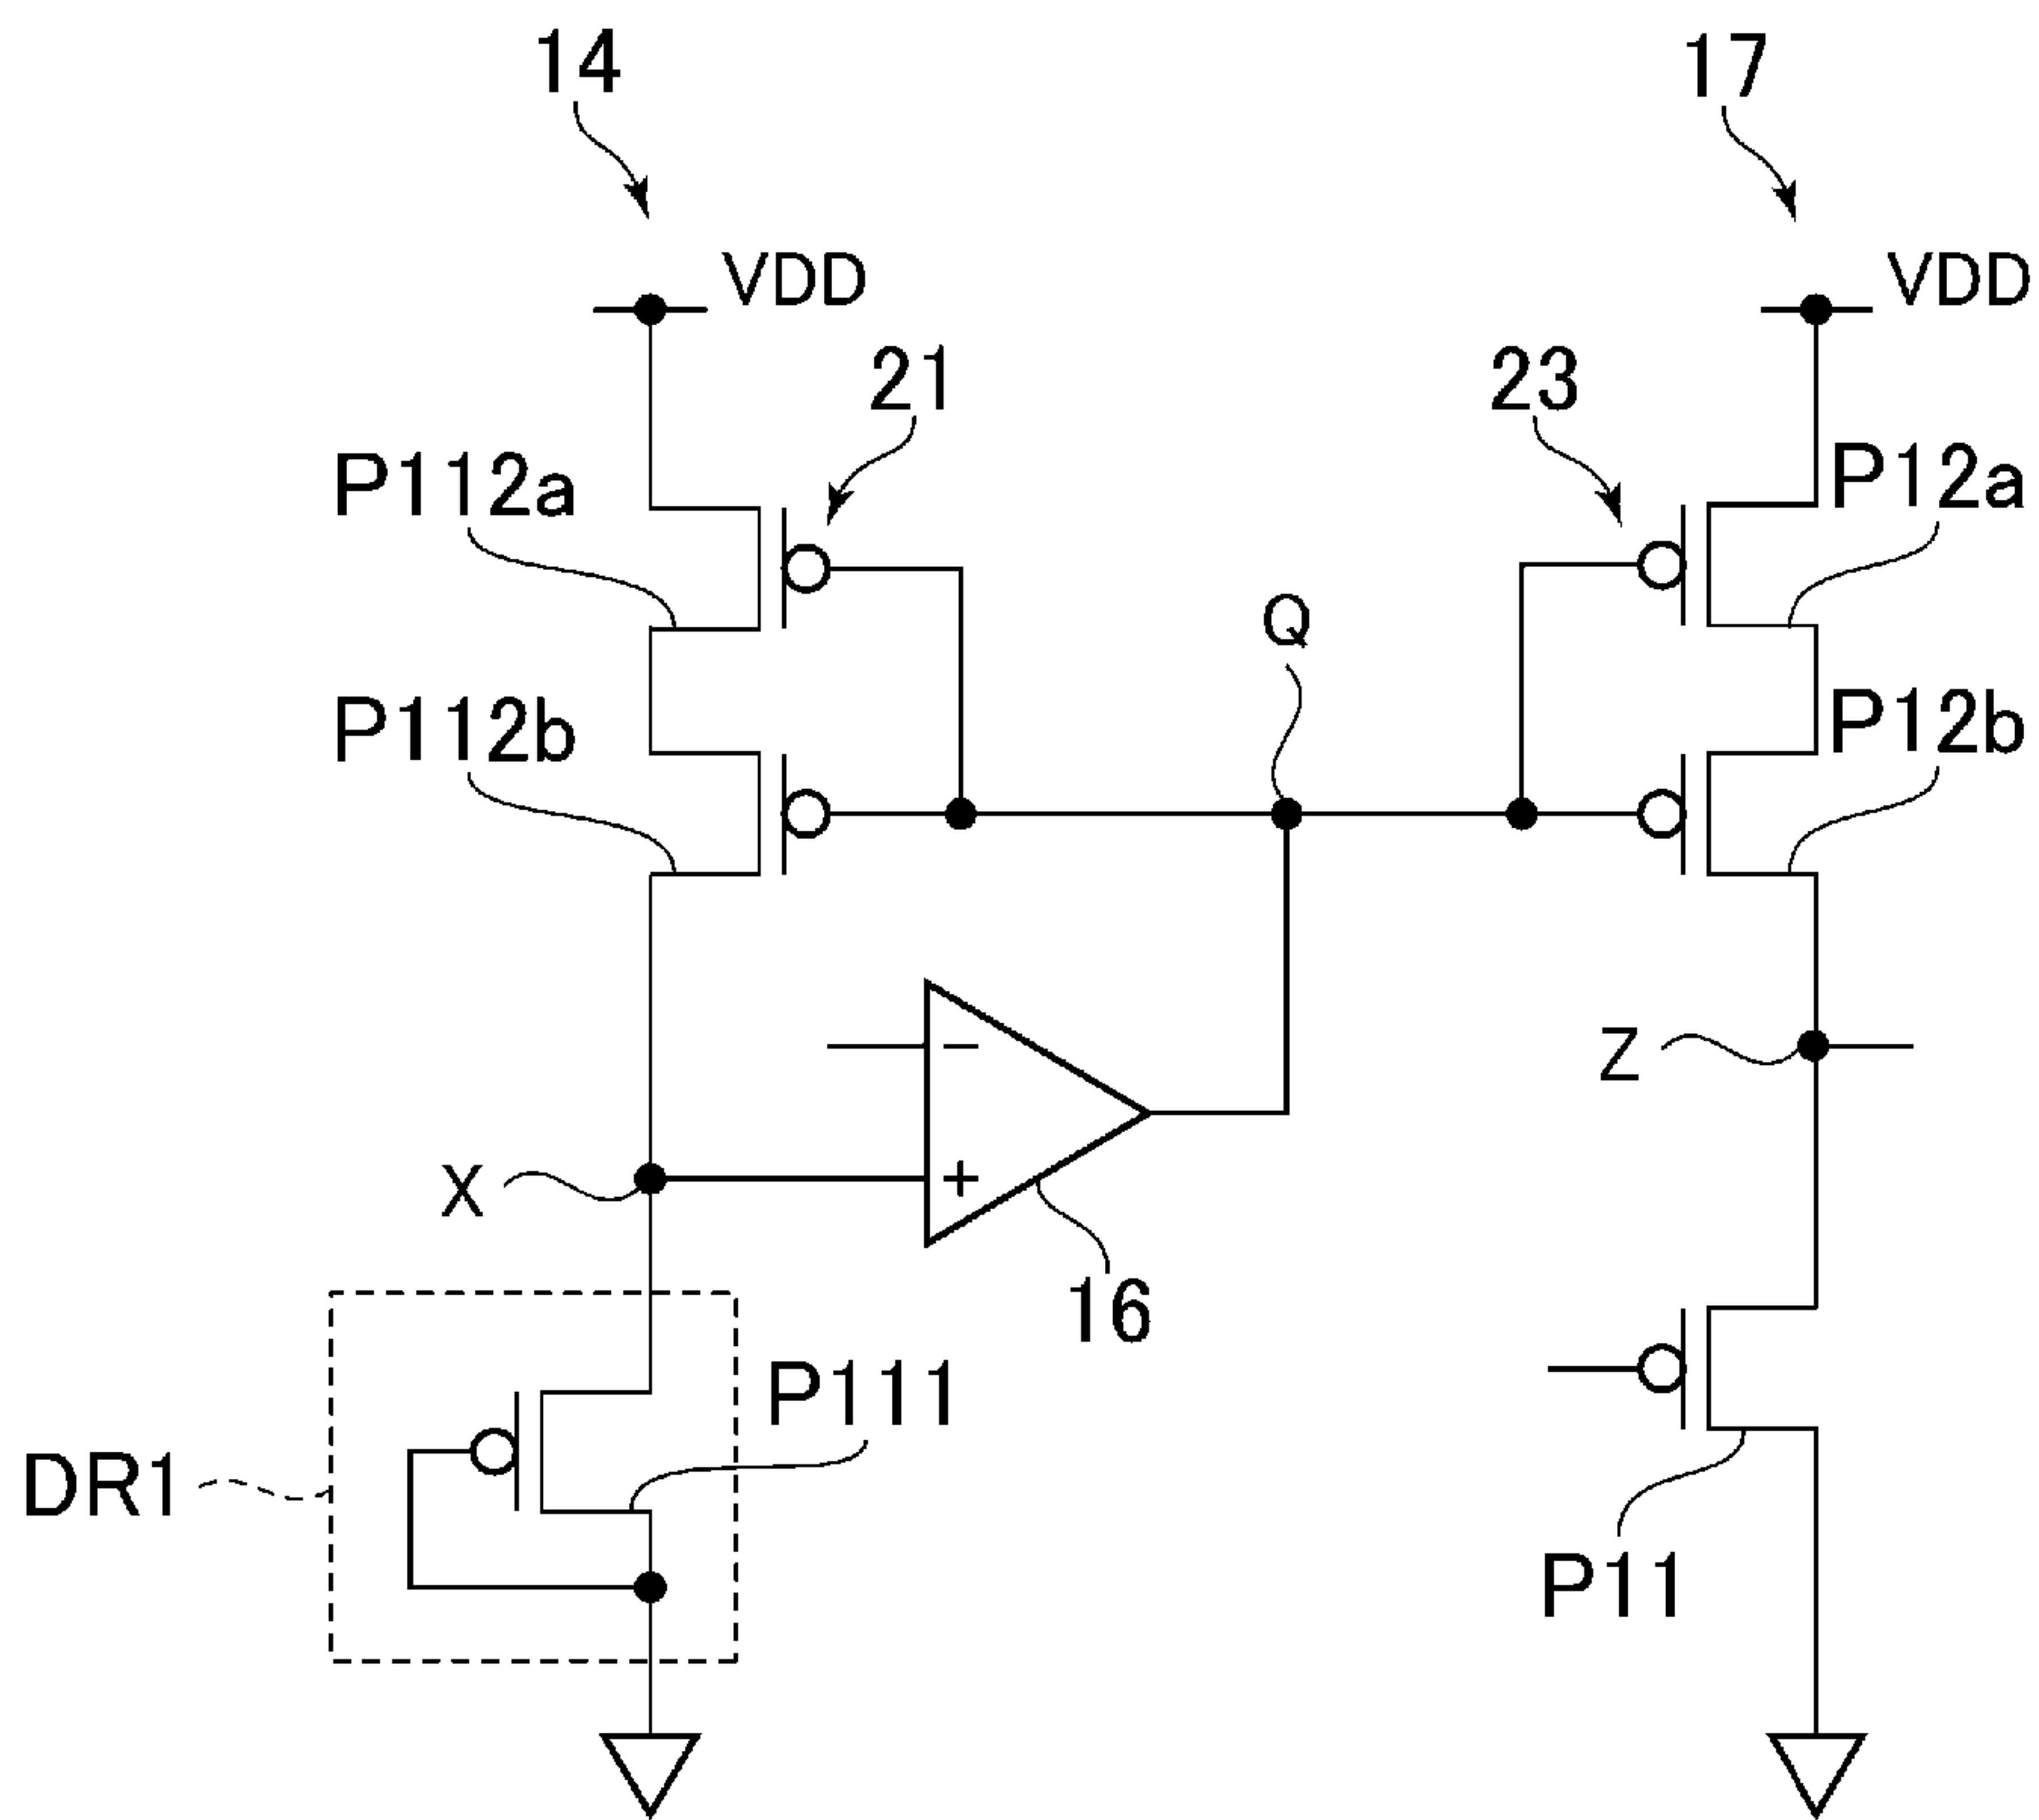 14
17
VDD
VDD
21
23
P112a
P12a
Q
P112b
P12b
Z
−
X
+
16
P111
DR1
P11